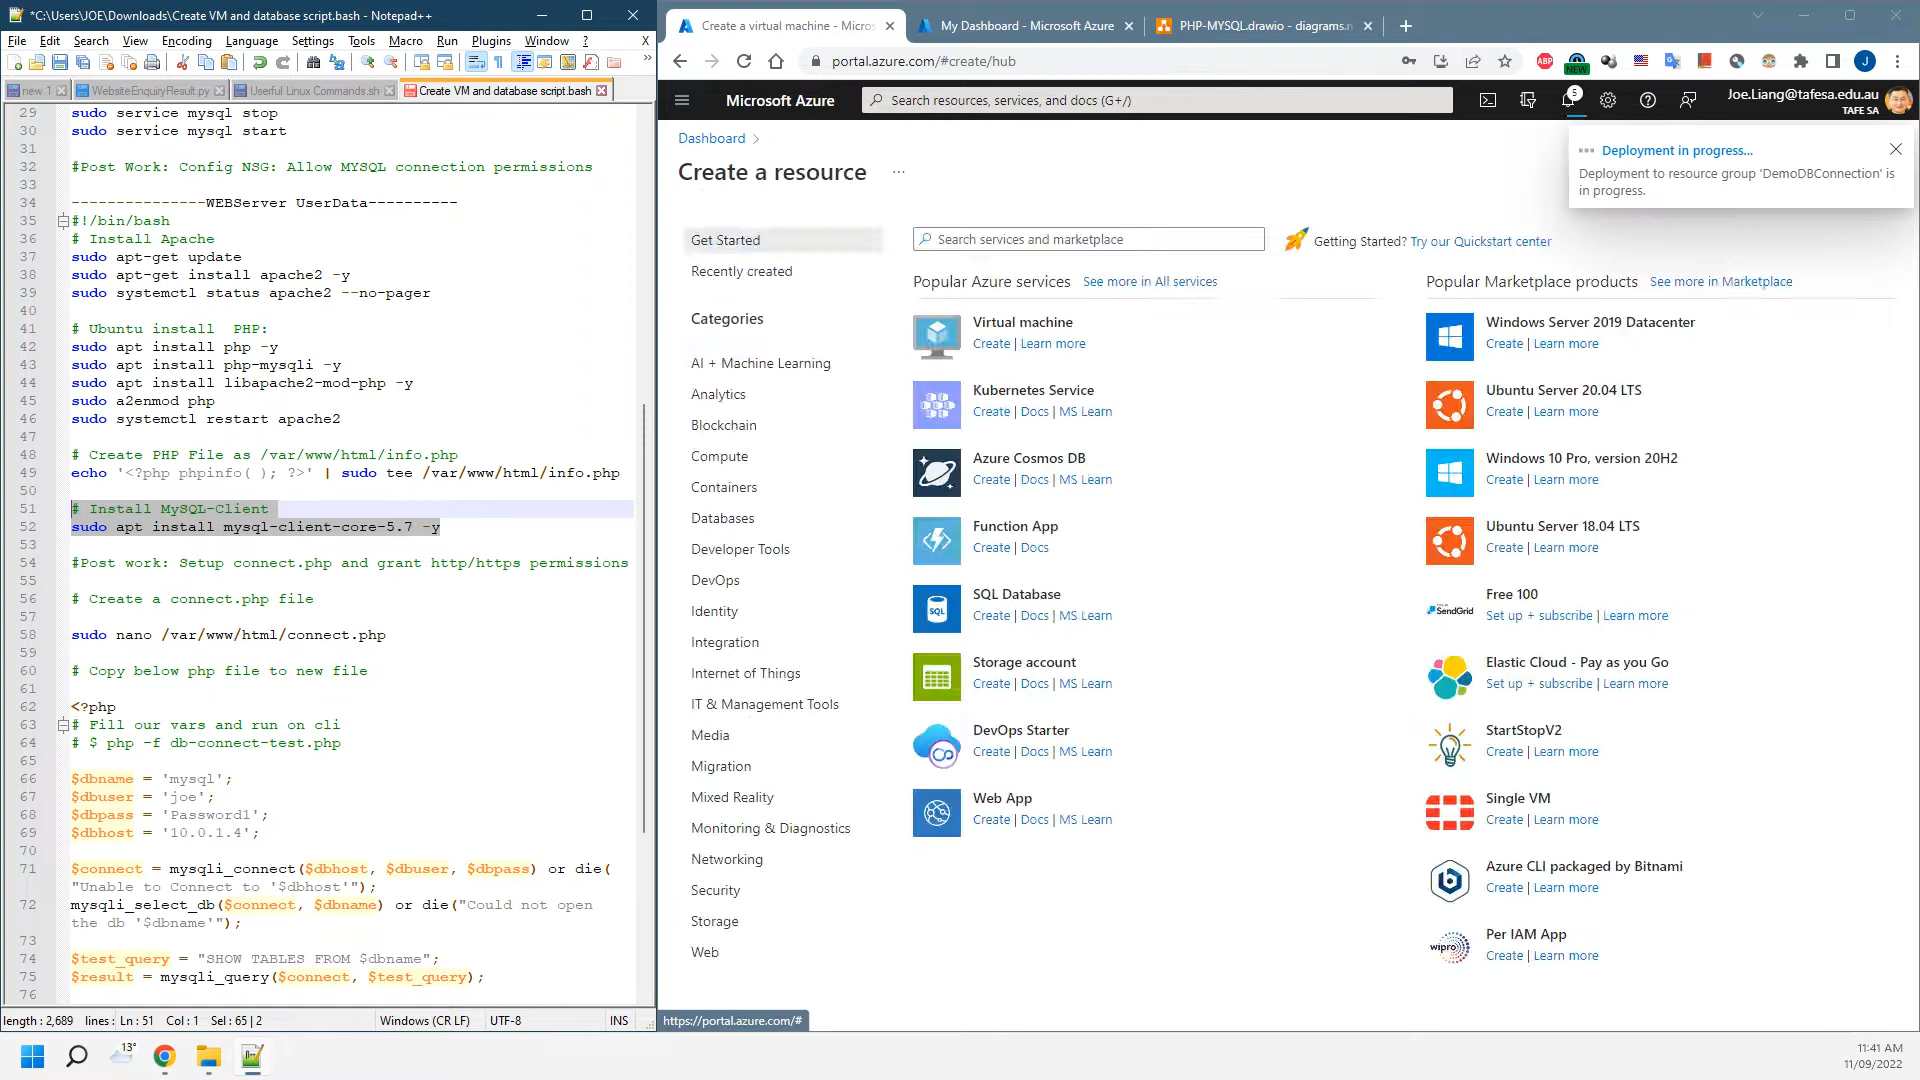 *C:\Users\JOE\Downloads\Create VM and database script.bash - Notepad++
File Edit Search View Encoding Language Settings Tools Macro Run Plugins Window ? X
new 1 WebsiteEnquiryResult.py Userful Linux Commands.sh Create VM and database script.bash
29 sudo service mysql stop
30 sudo service mysql start
31
32 #Post Work: Config NSG: Allow MYSQL connection permissions
33
34 ---------------WEBServer UserData----------
35 #!/bin/bash
36 # Install Apache
37 sudo apt-get update
38 sudo apt-get install apache2 -y
39 sudo systemctl status apache2 --no-pager
40
41 # Ubuntu install  PHP:
42 sudo apt install php -y
43 sudo apt install php-mysqli -y
44 sudo apt install libapache2-mod-php -y
45 sudo a2enmod php
46 sudo systemctl restart apache2
47
48 # Create PHP File as /var/www/html/info.php
49 echo '<?php phpinfo( ); ?>' | sudo tee /var/www/html/info.php
50
51 # Install MySQL-Client
52 sudo apt install mysql-client-core-5.7 -y
53
54 #Post work: Setup connect.php and grant http/https permissions
55
56 # Create a connect.php file
57
58 sudo nano /var/www/html/connect.php
59
60 # Copy below php file to new file
61
62 <?php
63 # Fill our vars and run on cli
64 # $ php -f db-connect-test.php
65
66 $dbname = 'mysql';
67 $dbuser = 'joe';
68 $dbpass = 'Password1';
69 $dbhost = '10.0.1.4';
70
71 $connect = mysqli_connect($dbhost, $dbuser, $dbpass) or die(
"Unable to Connect to '$dbhost'");
72 mysqli_select_db($connect, $dbname) or die("Could not open
the db '$dbname'");
73
74 $test_query = "SHOW TABLES FROM $dbname";
75 $result = mysqli_query($connect, $test_query);
76
length : 2,689 lines : Ln : 51 Col : 1 Sel : 65 | 2 Windows (CR LF) UTF-8 INS
Create a virtual machine - Micros
My Dashboard - Microsoft Azure
PHP-MYSQL.drawio - diagrams.n
portal.azure.com/#create/hub
ABP
NEW
J
Microsoft Azure
Search resources, services, and docs (G+/)
5
Joe.Liang@tafesa.edu.au
TAFE SA
Dashboard >
Create a resource ...
Deployment in progress...
Deployment to resource group 'DemoDBConnection' is
in progress.
Get Started
Recently created
Categories
AI + Machine Learning
Analytics
Blockchain
Compute
Containers
Databases
Developer Tools
DevOps
Identity
Integration
Internet of Things
IT & Management Tools
Media
Migration
Mixed Reality
Monitoring & Diagnostics
Networking
Security
Storage
Web
Search services and marketplace
Getting Started? Try our Quickstart center
Popular Azure services See more in All services
Virtual machine
Create | Learn more
Kubernetes Service
Create | Docs | MS Learn
Azure Cosmos DB
Create | Docs | MS Learn
Function App
Create | Docs
SQL
SQL Database
Create | Docs | MS Learn
Storage account
Create | Docs | MS Learn
DevOps Starter
Create | Docs | MS Learn
Web App
Create | Docs | MS Learn
Popular Marketplace products See more in Marketplace
Windows Server 2019 Datacenter
Create | Learn more
Ubuntu Server 20.04 LTS
Create | Learn more
Windows 10 Pro, version 20H2
Create | Learn more
Ubuntu Server 18.04 LTS
Create | Learn more
SendGrid
Free 100
Set up + subscribe | Learn more
Elastic Cloud - Pay as you Go
Set up + subscribe | Learn more
StartStopV2
Create | Learn more
Single VM
Create | Learn more
Azure CLI packaged by Bitnami
Create | Learn more
wipro
Per IAM App
Create | Learn more
https://portal.azure.com/#
13°
11:41 AM
11/09/2022